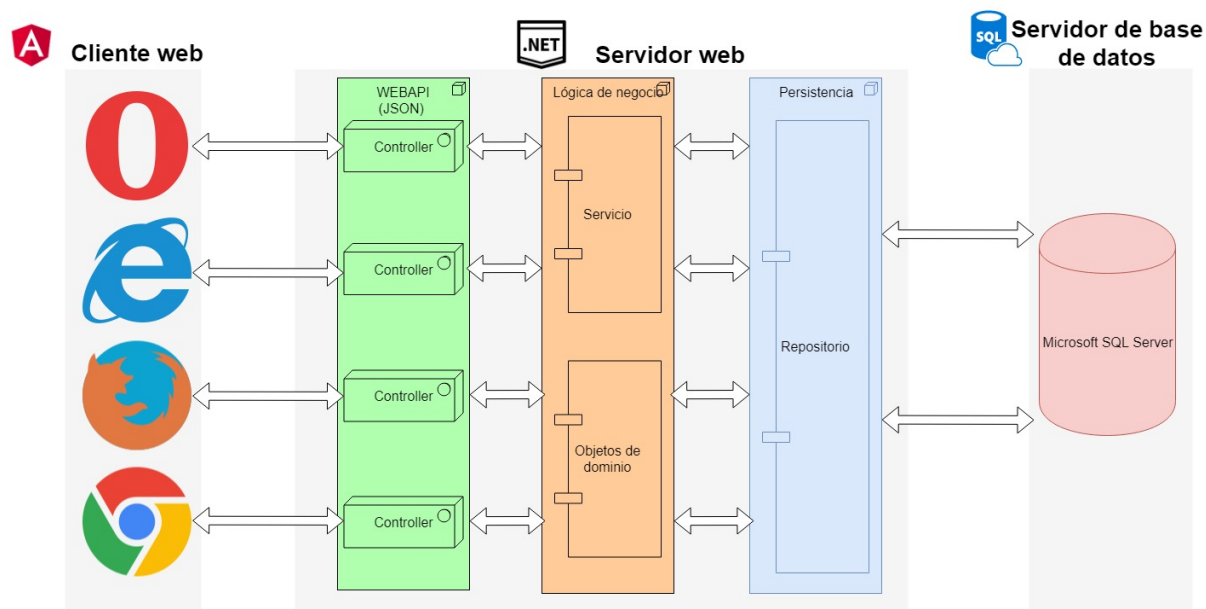 Cliente web
.NET
Servidor web
SQL
Servidor de base
de datos
WEBAPI
(JSON)
Controller
Controller
Controller
Controller
Lógica de negocio
Servicio
Objetos de
dominio
Persistencia
Repositorio
Microsoft SQL Server